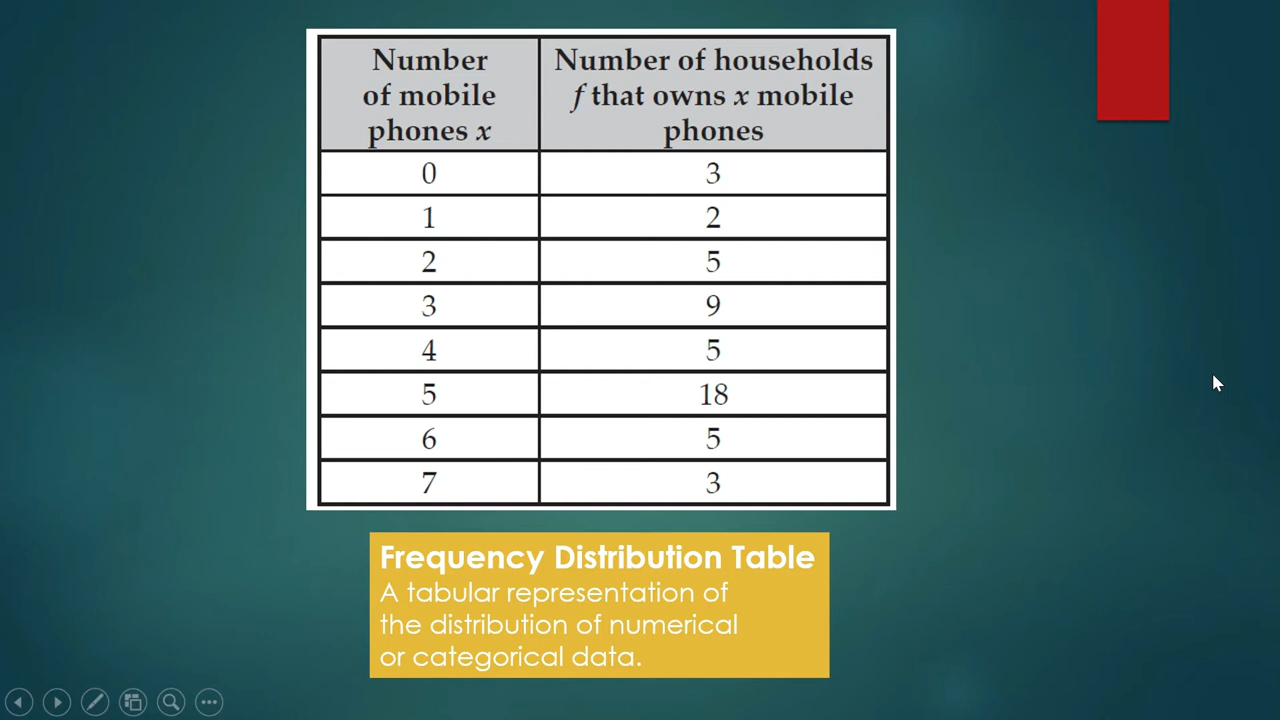 Number of mobile phones x | Number of households f that owns x mobile phones
0 3
1 2
2 5
3 9
4 5
5 18
6 5
7 3
Frequency Distribution Table
A tabular representation of
the distribution of numerical
or categorical data.